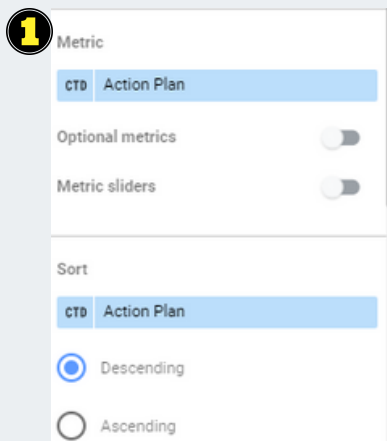 1
Metric
CTD Action Plan
Optional metrics
Metric sliders
Sort
CTD Action Plan
Descending
Ascending